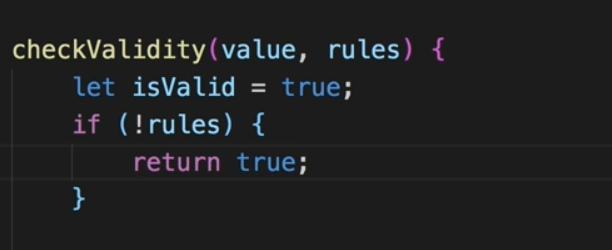 checkValidity(value, rules) {
    let isValid = true;
    if (!rules) {
        return true;
    }